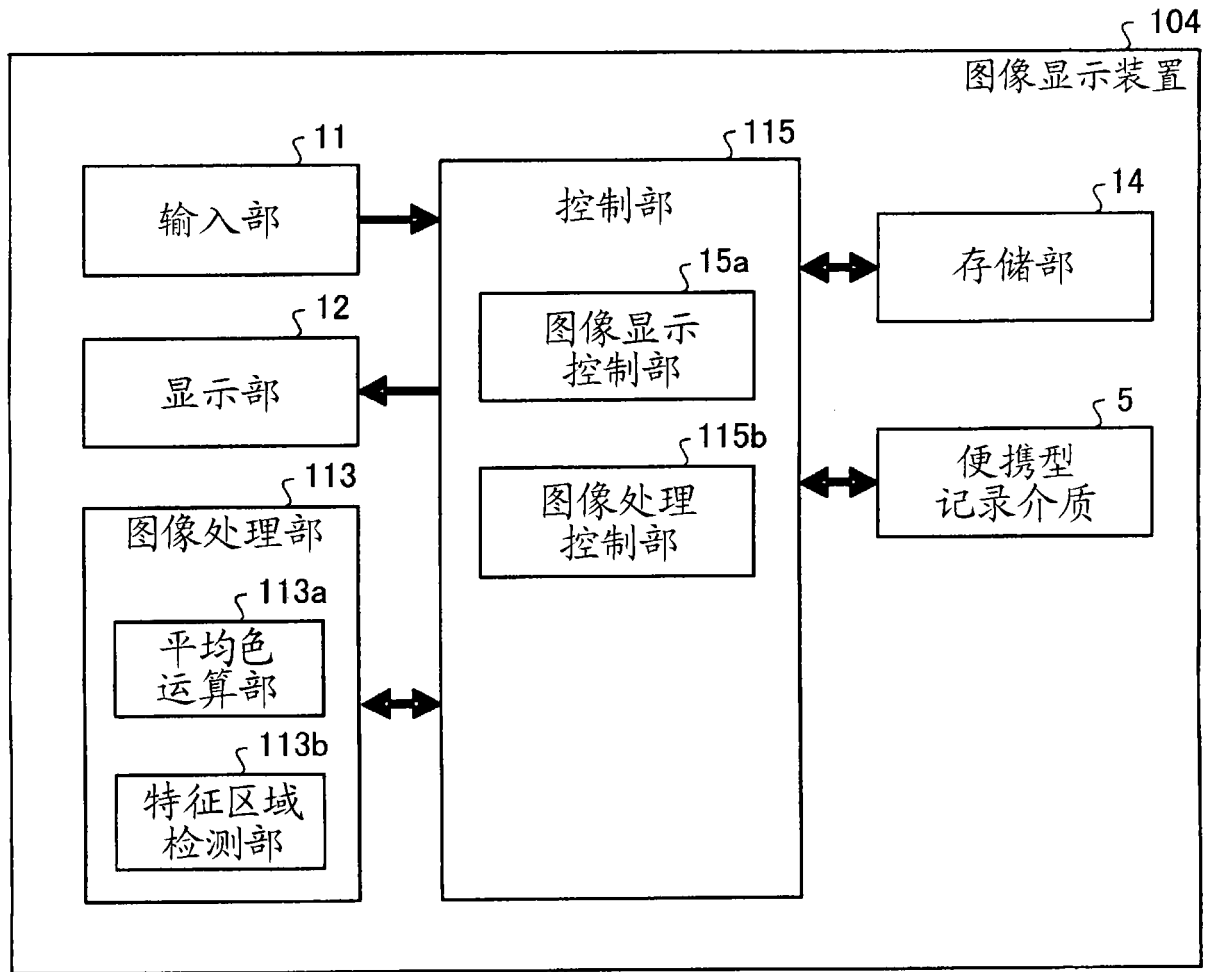 104
图像显示装置
11
输入部
12
显示部
113
图像处理部
113a
平均色
运算部
113b
特征区域
检测部
115
控制部
15a
图像显示
控制部
115b
图像处理
控制部
14
存储部
5
便携型
记录介质